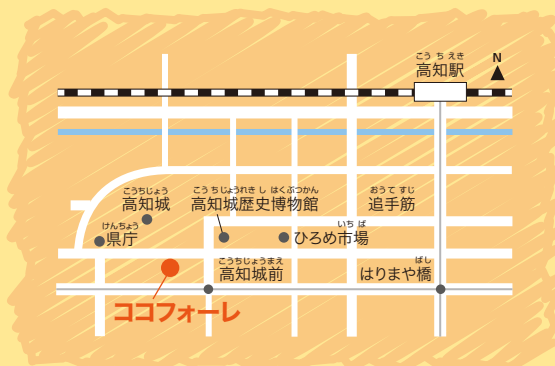 こうちえき
高知駅
N
こうちじょう
高知城
こうちじょうれきしはくぶつかん
高知城歴史博物館
おうてすじ
追手筋
けんちょう
県庁
いちば
ひろめ市場
こうちじょうまえ
高知城前
ばし
はりまや橋
ココフォーレ